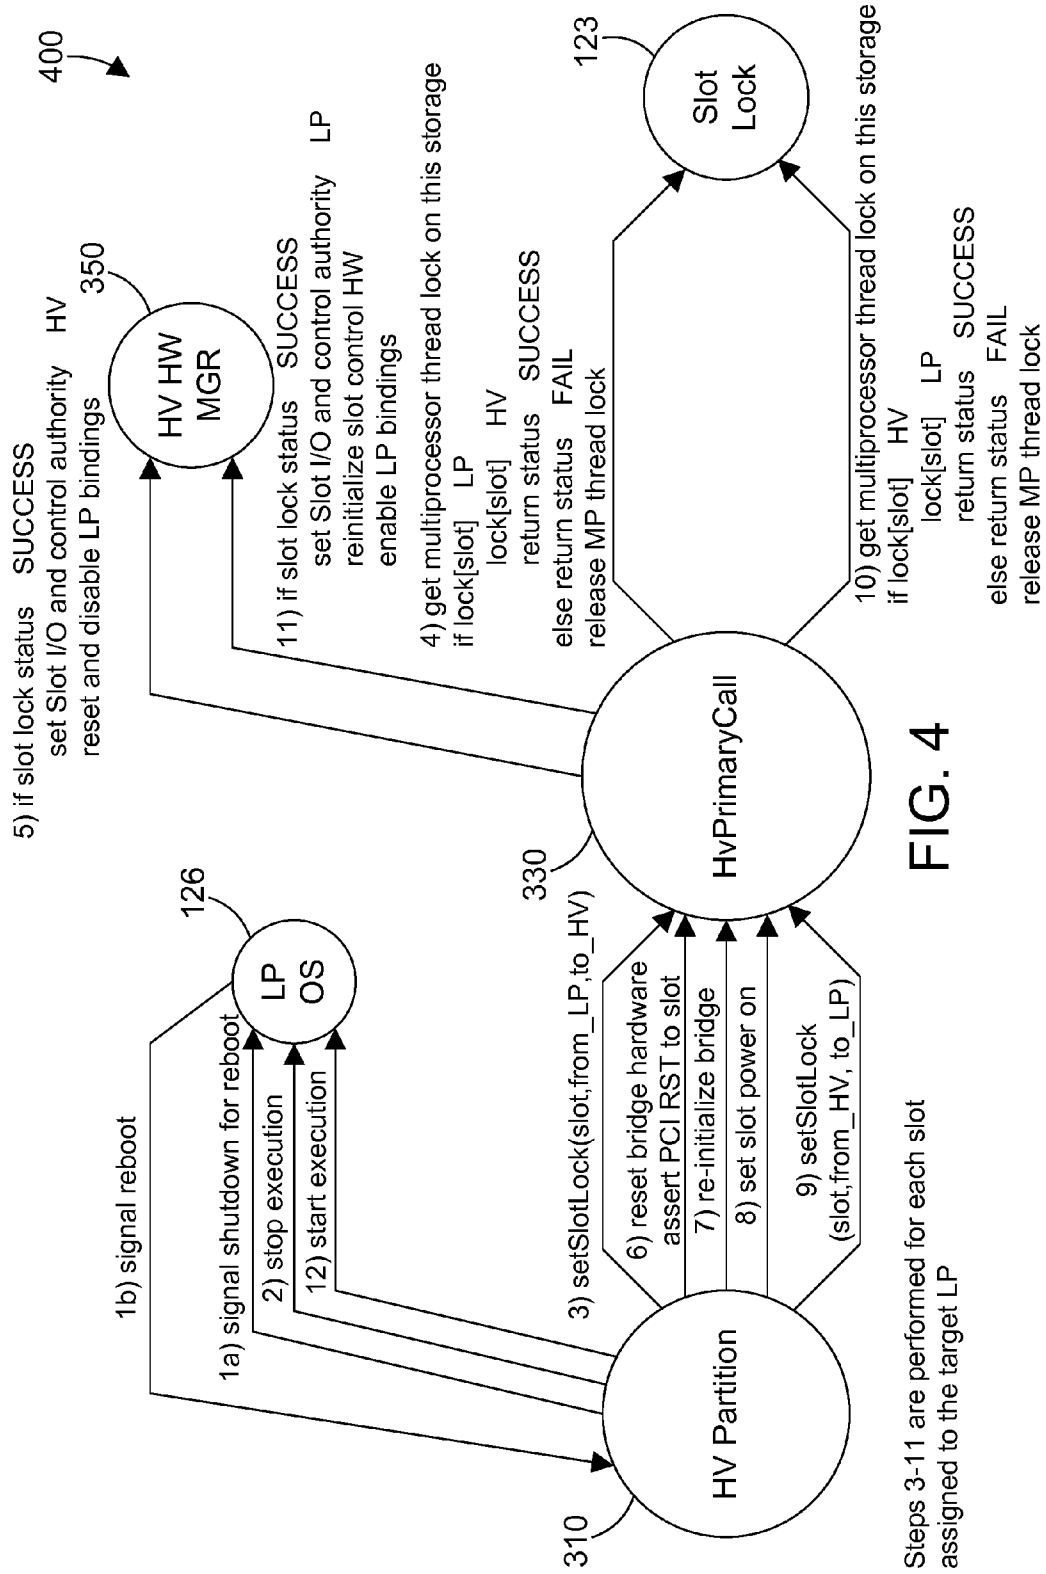 400
5) if slot lock status SUCCESS
set Slot I/O and control authority HV
reset and disable LP bindings
350
HV HW
MGR
11) if slot lock status SUCCESS
set Slot I/O and control authority LP
reinitialize slot control HW
enable LP bindings
4) get multiprocessor thread lock on this storage
if lock[slot] LP
lock[slot] HV
return status SUCCESS
else return status FAIL
release MP thread lock
123
Slot
Lock
10) get multiprocessor thread lock on this storage
if lock[slot] HV
lock[slot] LP
return status SUCCESS
else return status FAIL
release MP thread lock
1b) signal reboot
126
LP
OS
1a) signal shutdown for reboot
2) stop execution
12) start execution
330
HvPrimaryCall
3) setSlotLock(slot,from_LP,to_HV)
6) reset bridge hardware
assert PCI RST to slot
7) re-initialize bridge
8) set slot power on
9) setSlotLock
(slot,from_HV, to_LP)
310
HV Partition
Steps 3-11 are performed for each slot
assigned to the target LP
FIG. 4